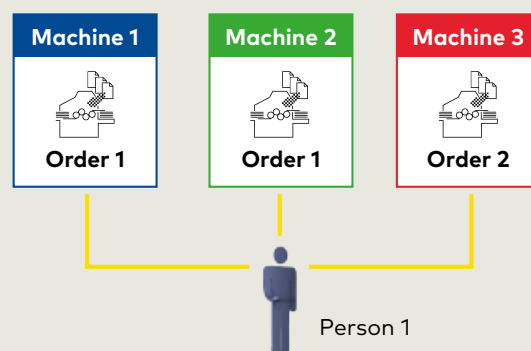 Machine 1
Machine 2
Machine 3
Order 1
Order 1
Order 2
Person 1